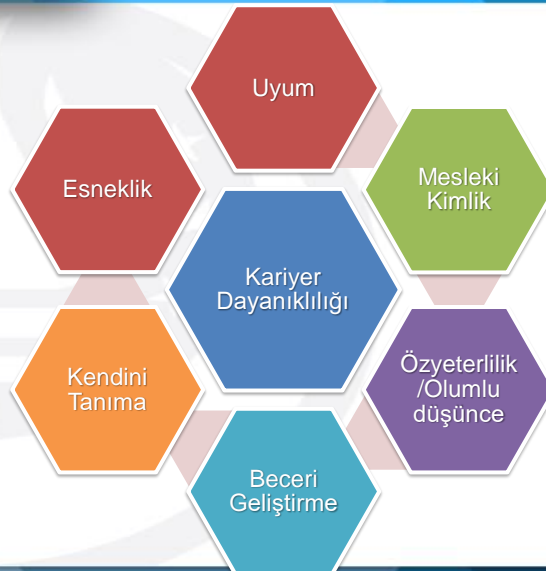 Uyum
Mesleki
Kimlik
Özyeterlilik
/Olumlu
düşünce
Beceri
Geliştirme
Kendini
Tanıma
Esneklik
Kariyer
Dayanıklılığı